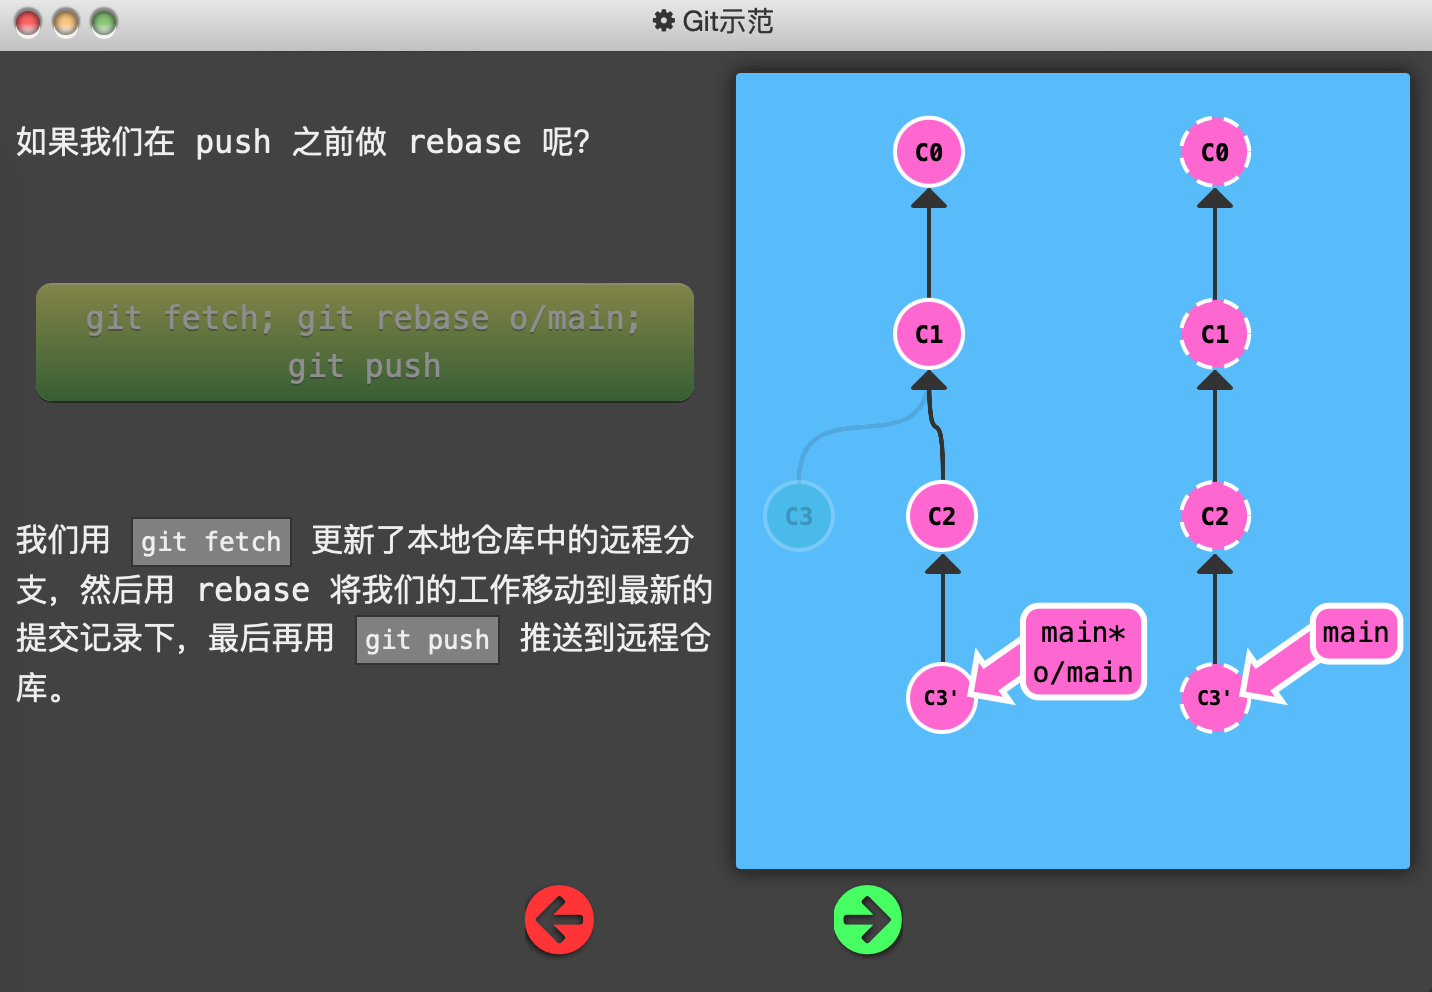 Git示范
如果我们在 push 之前做 rebase 呢？
git fetch; git rebase o/main;
git push
我们用 git fetch 更新了本地仓库中的远程分
支，然后用 rebase 将我们的工作移动到最新的
提交记录下，最后再用 git push 推送到远程仓
库。
C0
C0
C1
C1
C3
C2
C2
main*
o/main
main
C3'
C3'